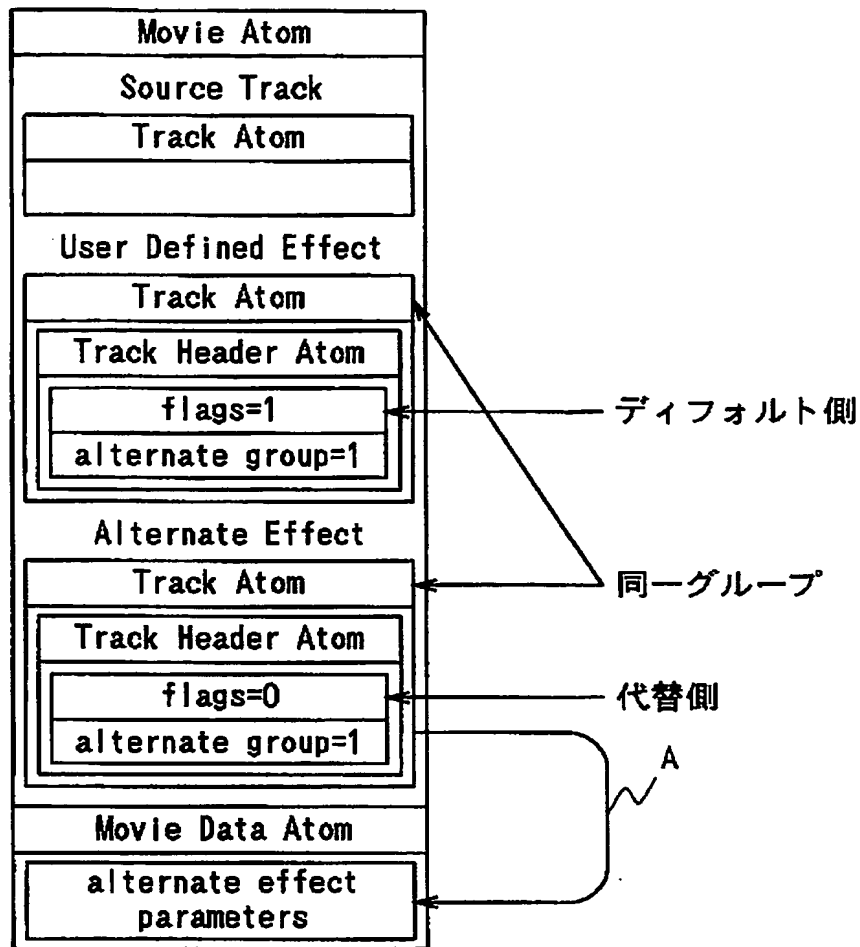 Movie Atom
Source Track
Track Atom
User Defined Effect
Track Atom
Track Header Atom
flags=1
ディフォルト側
alternate group=1
Alternate Effect
Track Atom
同一グループ
Track Header Atom
flags=0
代替側
alternate group=1
A
Movie Data Atom
alternate effect
parameters